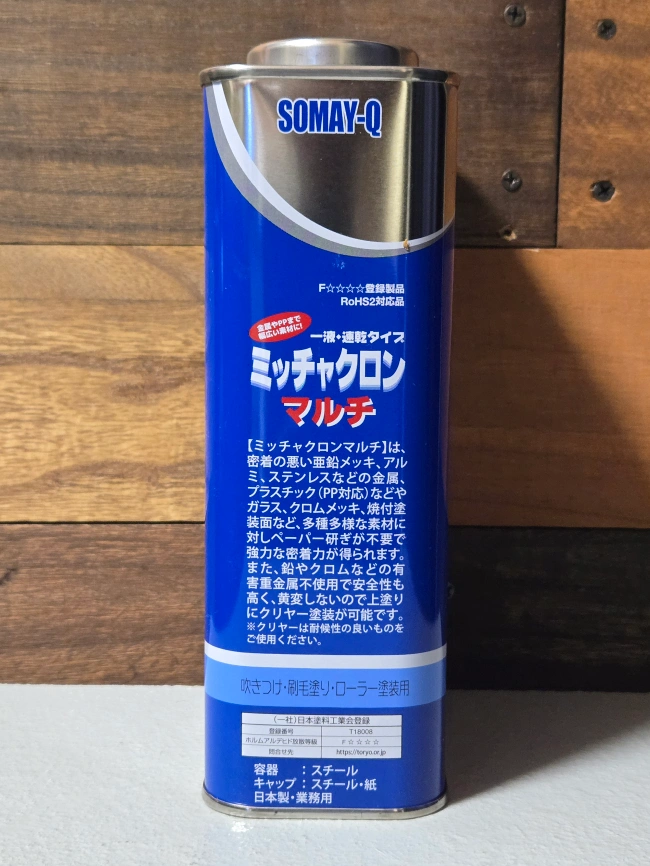 SOMAY-Q
F☆☆☆☆登録製品
RoHS2対応品
金属やPPまで
幅広い素材に!
一液・速乾タイプ
ミッチャクロン
マルチ
【ミッチャクロンマルチ】は、
密着の悪い亜鉛メッキ、アル
ミ、ステンレスなどの金属、
プラスチック(PP対応)などや
ガラス、クロムメッキ、焼付塗
装面など、多種多様な素材に
対しペーパー研ぎが不要で
強力な密着力が得られます。
また、鉛やクロムなどの有
害重金属不使用で安全性も
高く、黄変しないので上塗り
にクリヤー塗装が可能です。
※クリヤーは耐候性の良いものを
ご使用ください。
吹きつけ・刷毛塗り・ローラー塗装用
(一社)日本塗料工業会登録
登録番号 T18008
ホルムアルデヒド放散等級 F☆☆☆☆
問合せ先 https://toryo.or.jp
容器 :スチール
キャップ:スチール・紙
日本製・業務用